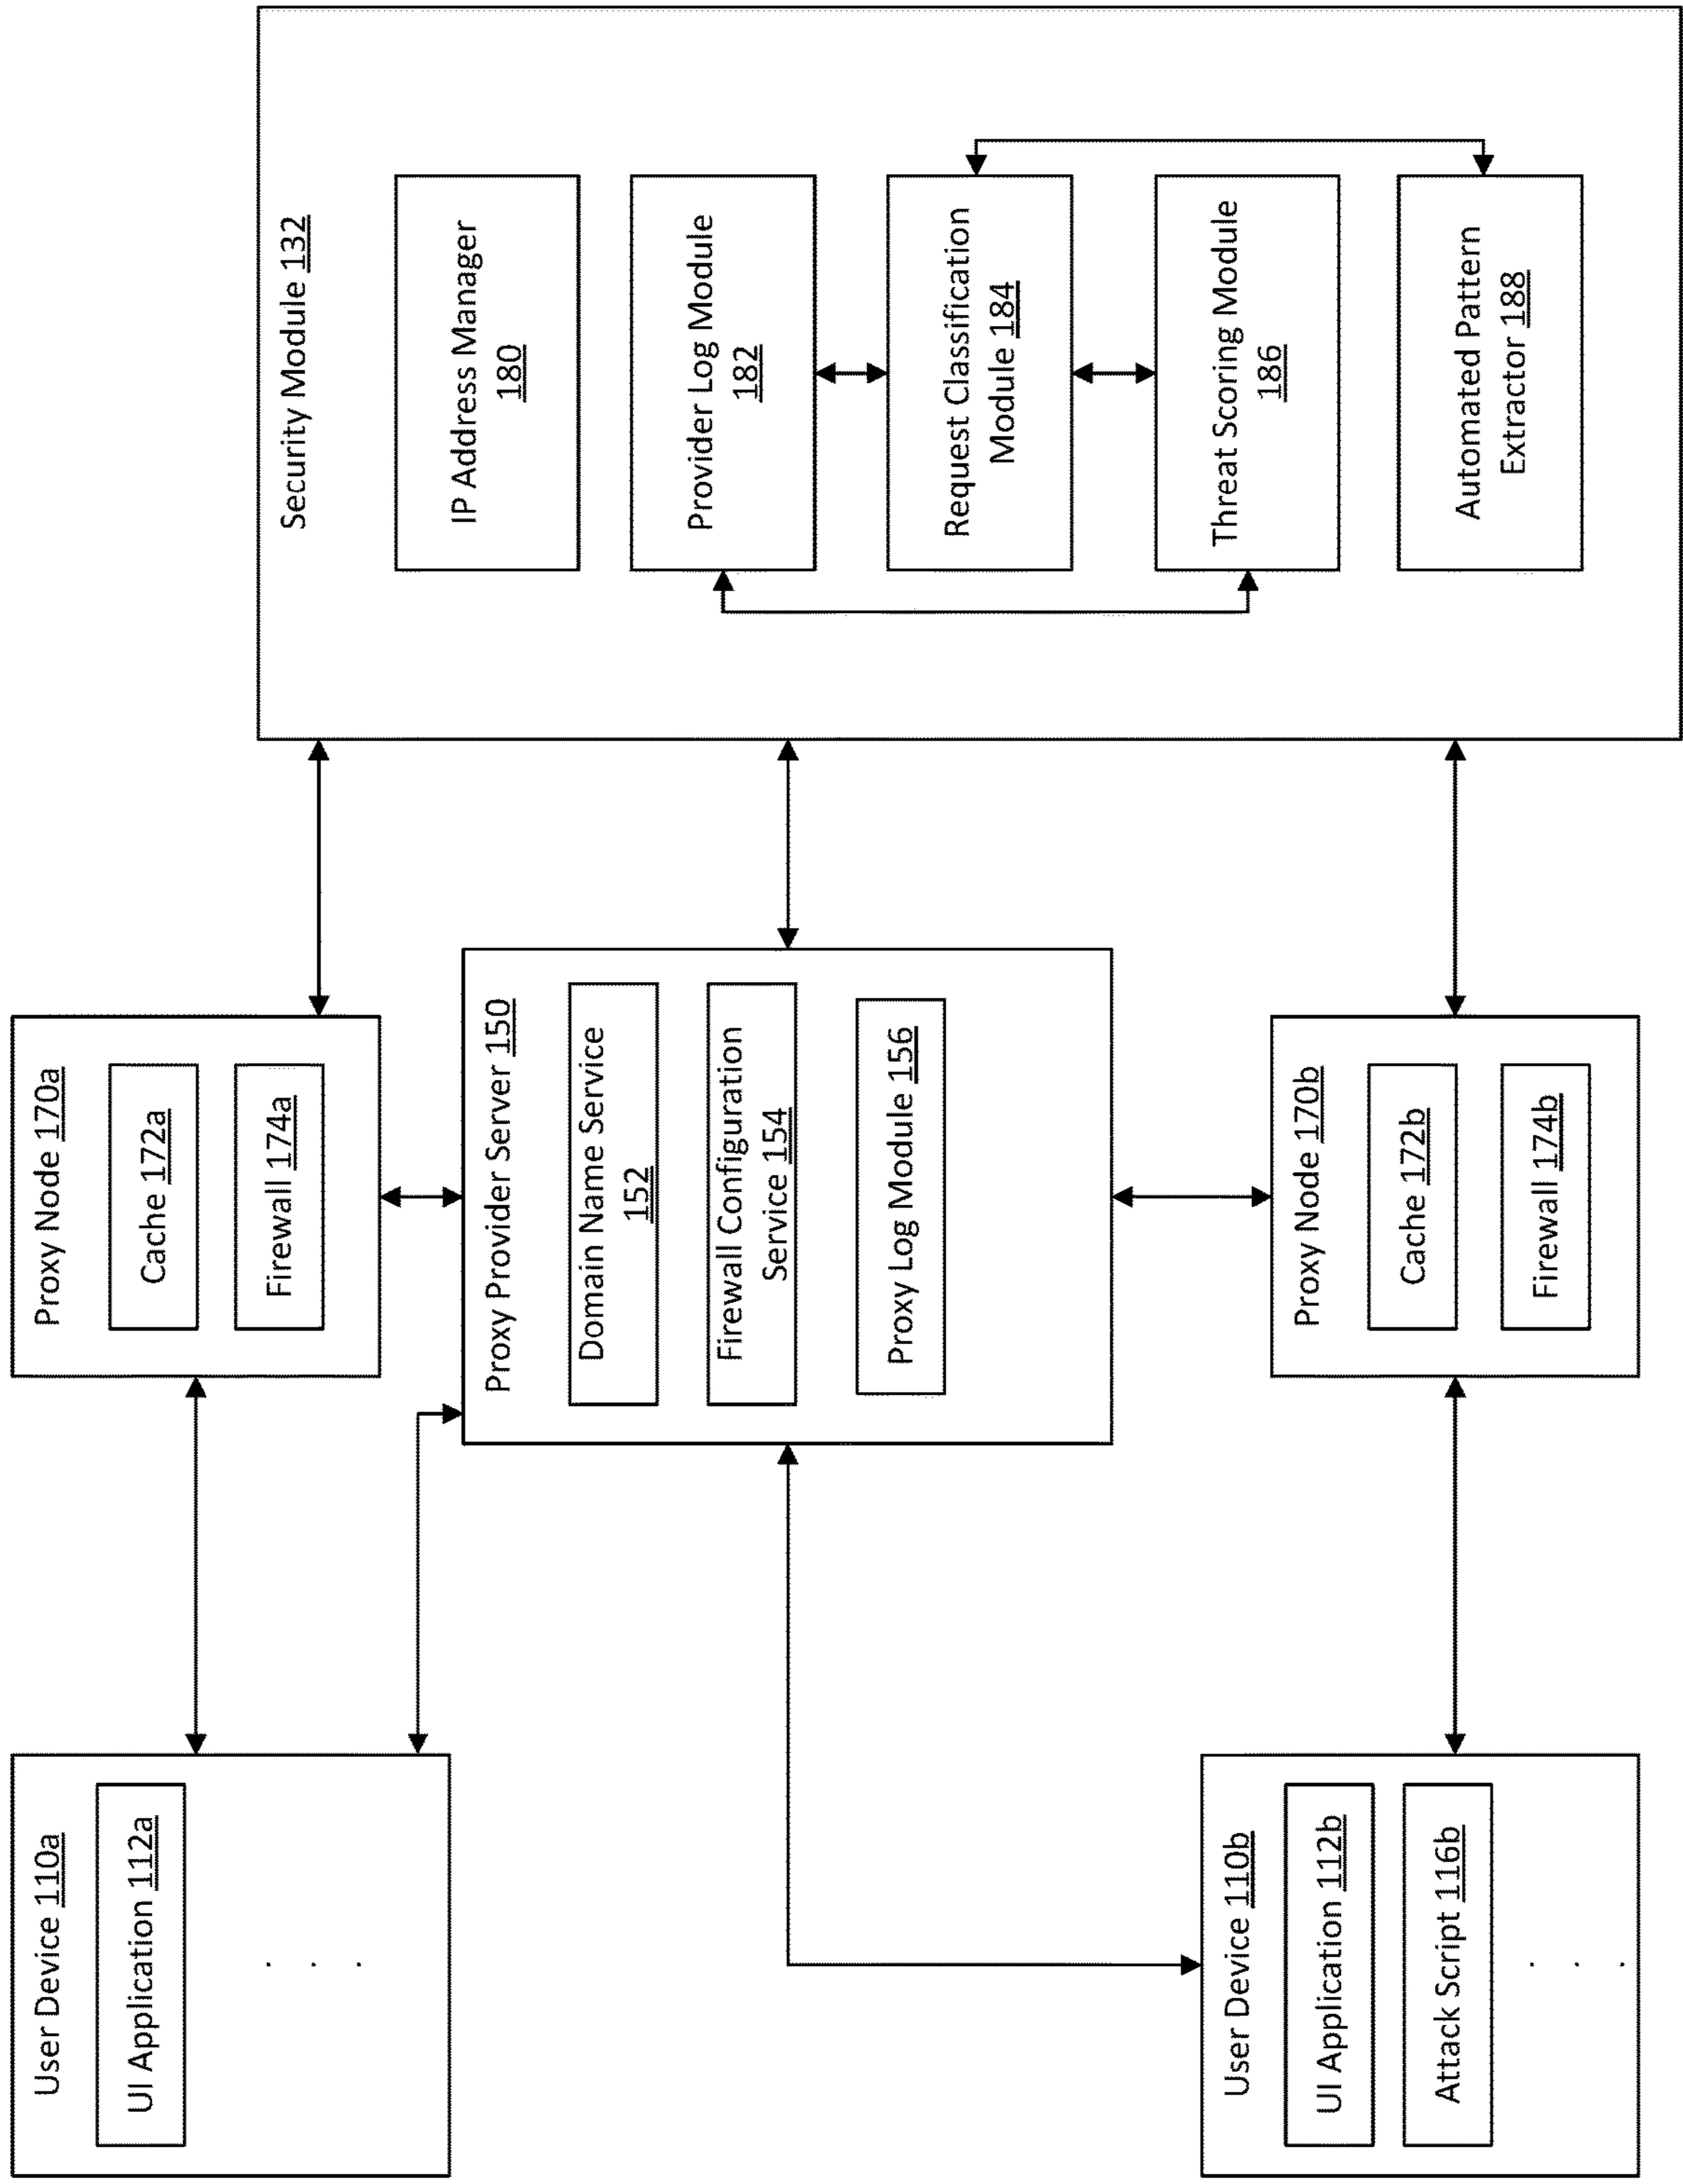 User Device 110a
UI Application 112a
. . .
User Device 110b
UI Application 112b
Attack Script 116b
. . .
Proxy Node 170a
Cache 172a
Firewall 174a
Proxy Provider Server 150
Domain Name Service
152
Firewall Configuration
Service 154
Proxy Log Module 156
Proxy Node 170b
Cache 172b
Firewall 174b
Security Module 132
IP Address Manager
180
Provider Log Module
182
Request Classification
Module 184
Threat Scoring Module
186
Automated Pattern
Extractor 188